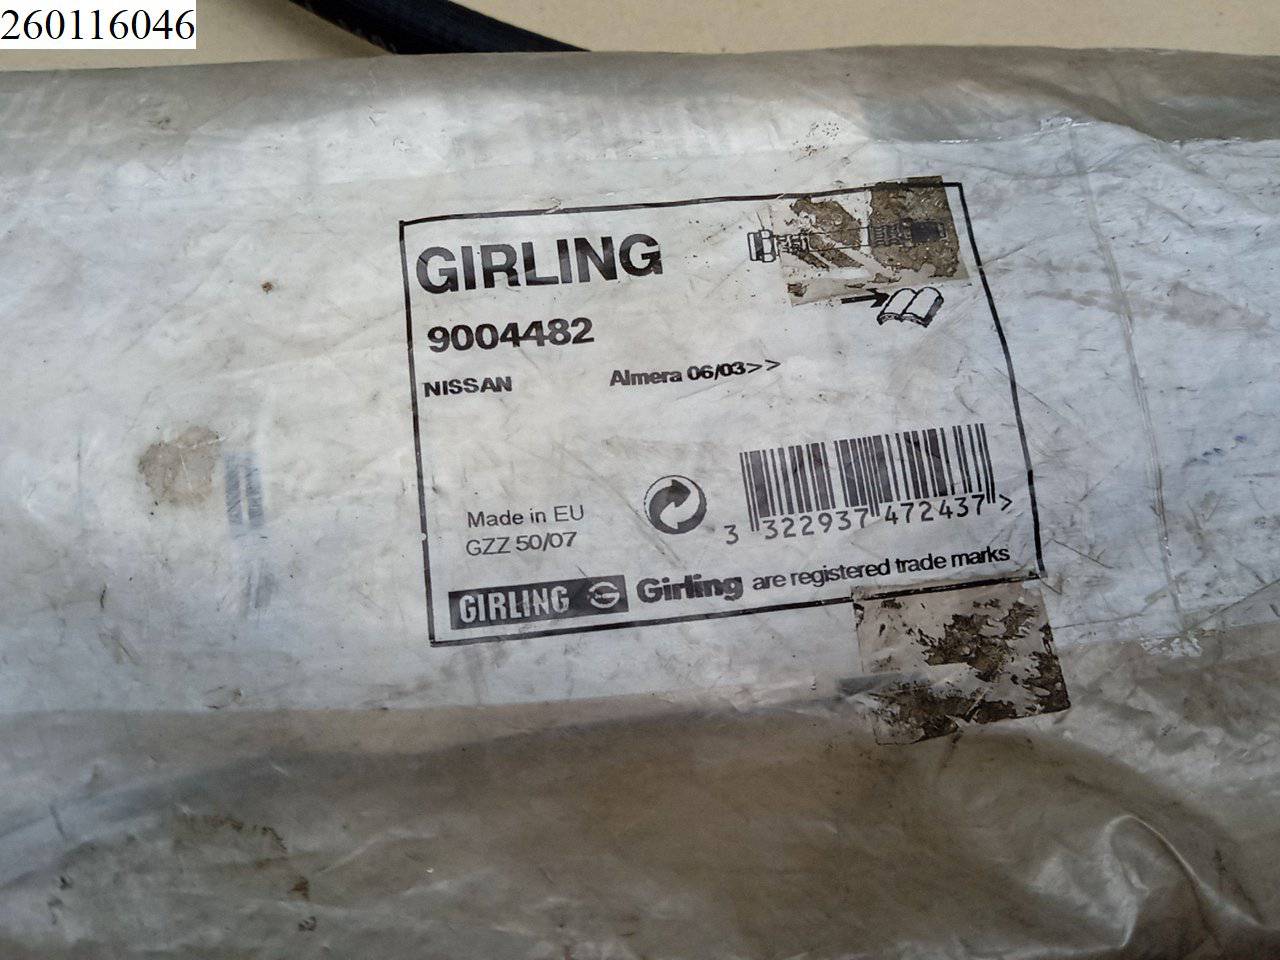 260116046
GIRLING
9004482
NISSAN Almera 06/03>>
Made in EU
GZZ 50/07
3 322937 472437 >
GIRLING G Girling are registered trade marks